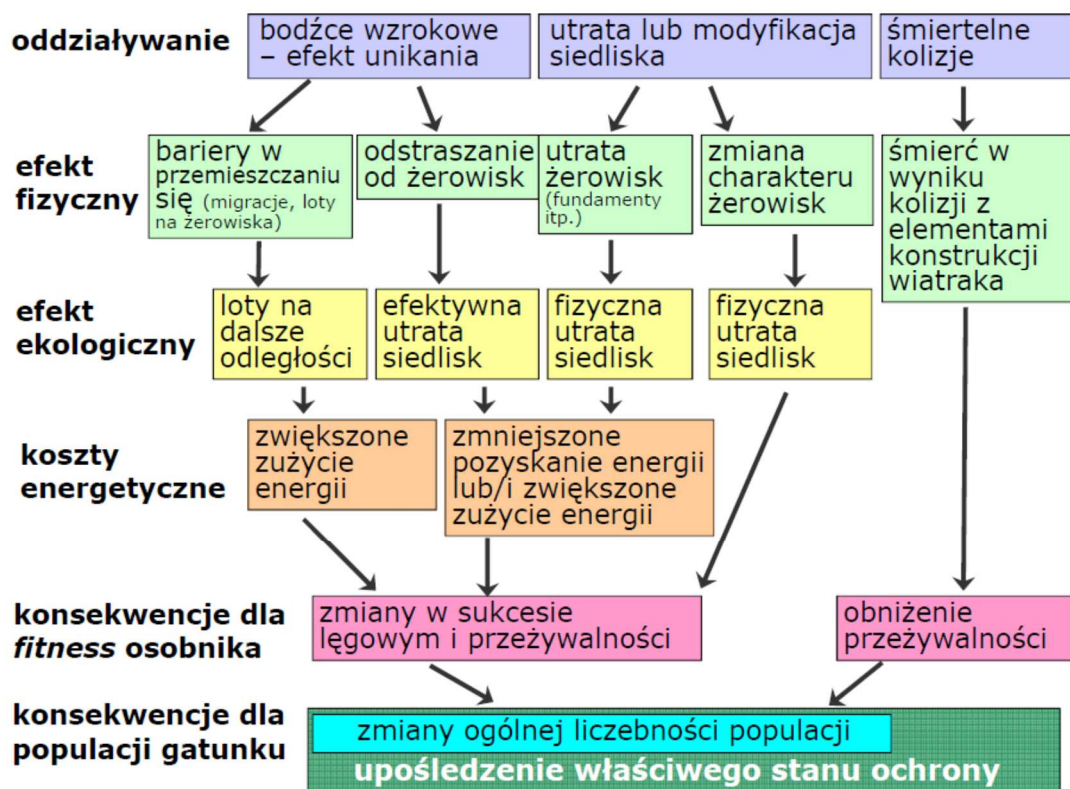 oddziaływanie
bodźce wzrokowe
– efekt unikania
utrata lub modyfikacja
siedliska
śmiertelne
kolizje
efekt
fizyczny
bariery w
przemieszczaniu
się (migracje, loty
na żerowiska)
odstraszanie
od żerowisk
utrata
żerowisk
(fundamenty
itp.)
zmiana
charakteru
żerowisk
śmierć w
wyniku
kolizji z
elementami
konstrukcji
wiatraka
efekt
ekologiczny
loty na
dalsze
odległości
efektywna
utrata
siedlisk
fizyczna
utrata
siedlisk
fizyczna
utrata
siedlisk
koszty
energetyczne
zwiększone
zużycie
energii
zmniejszone
pozyskanie energii
lub/i zwiększone
zużycie energii
konsekwencje dla
fitness osobnika
zmiany w sukcesie
lęgowym i przeżywalności
obniżenie
przeżywalności
konsekwencje dla
populacji gatunku
zmiany ogólnej liczebności populacji
upośledzenie właściwego stanu ochrony